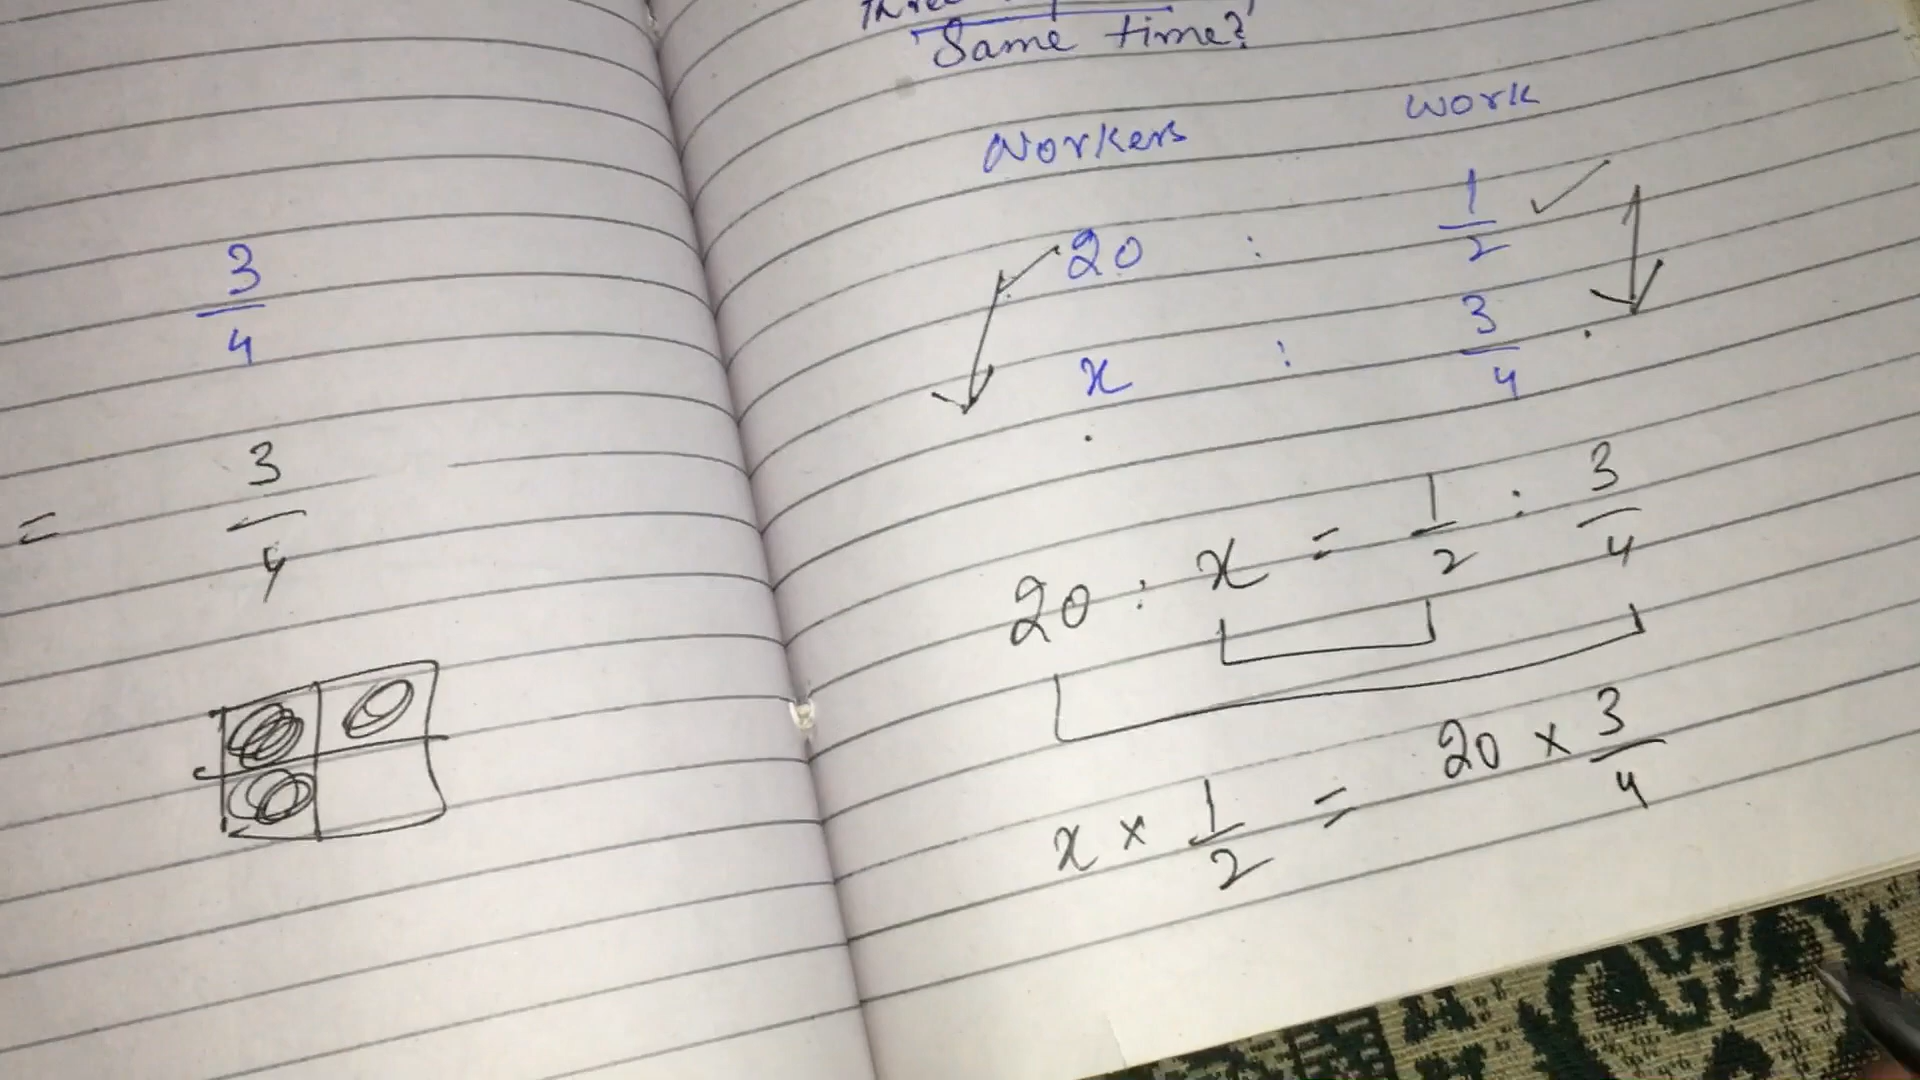 3/4
= 3/4
Three
Same time?
Workers work
20 : 1/2 ✓
x : 3/4
20 : x = 1/2 : 3/4
x × 1/2 = 20 × 3/4